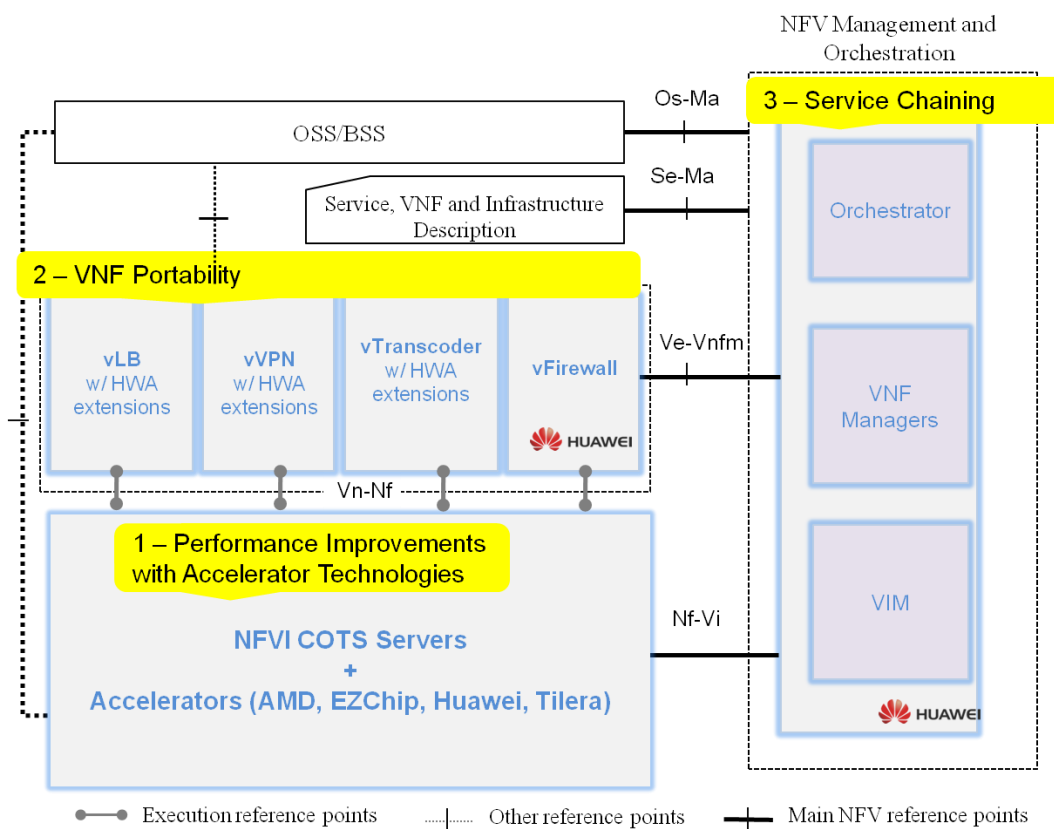 NFV Management and
Orchestration
3 – Service Chaining
Os-Ma
OSS/BSS
Se-Ma
Service, VNF and Infrastructure
Description
Orchestrator
2 – VNF Portability
vLB
w/ HWA
extensions
vVPN
w/ HWA
extensions
vTranscoder
w/ HWA
extensions
vFirewall
HUAWEI
Ve-Vnfm
VNF
Managers
Vn-Nf
1 – Performance Improvements
with Accelerator Technologies
NFVI COTS Servers
+
Accelerators (AMD, EZChip, Huawei, Tilera)
Nf-Vi
VIM
HUAWEI
Execution reference points
Other reference points
Main NFV reference points